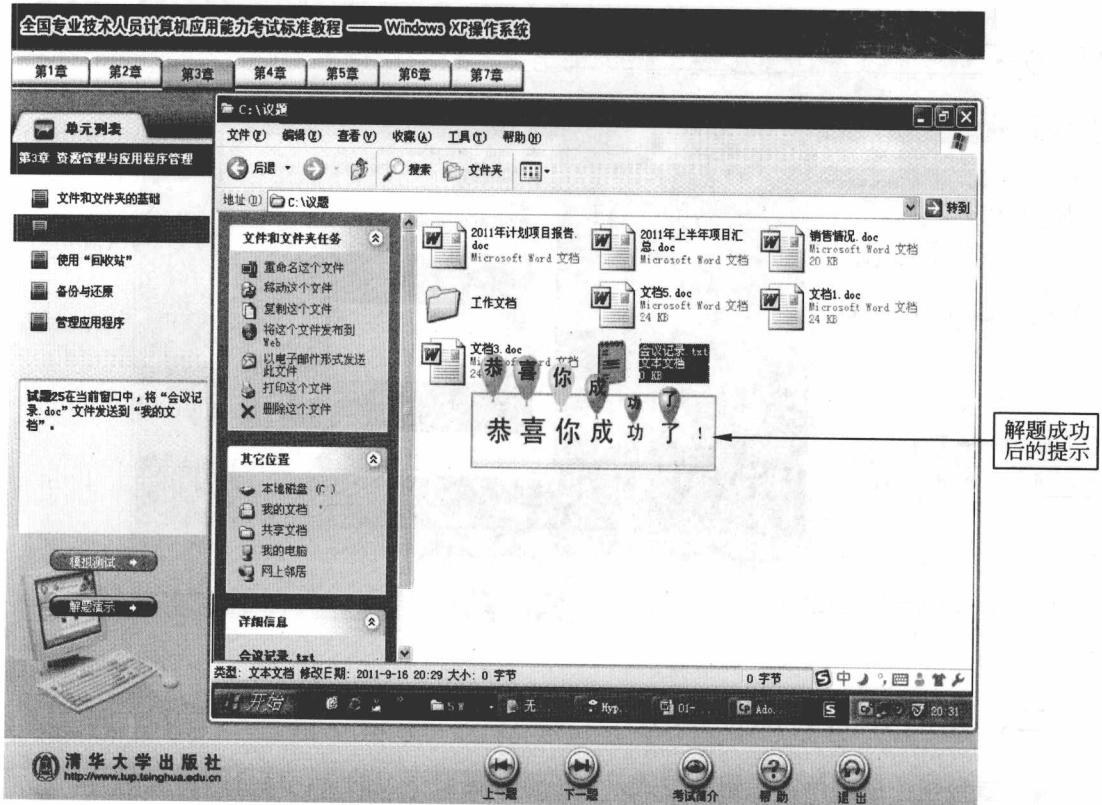 全国专业技术人员计算机应用能力考试标准教程 —— Windows XP操作系统
第1章 第2章 第3章 第4章 第5章 第6章 第7章
单元列表
第3章 资源管理与应用程序管理
文件和文件夹的基础
使用“回收站”
备份与还原
管理应用程序
试题25在当前窗口中，将“会议记
录.doc”文件发送到“我的文
档”。
模拟测试
解题演示
C:\议题
文件(F) 编辑(E) 查看(V) 收藏(A) 工具(T) 帮助(H)
后退 搜索 文件夹
地址(D) C:\议题 转到
文件和文件夹任务
重命名这个文件
移动这个文件
复制这个文件
将这个文件发布到
Web
以电子邮件形式发送
此文件
打印这个文件
删除这个文件
其它位置
本地磁盘 (C:)
我的文档
共享文档
我的电脑
网上邻居
详细信息
会议记录.txt
2011年计划项目报告.
doc
Microsoft Word 文档
2011年上半年项目汇
总.doc
Microsoft Word 文档
销售情况.doc
Microsoft Word 文档
20 KB
工作文档
文档5.doc
Microsoft Word 文档
24 KB
文档1.doc
Microsoft Word 文档
24 KB
文档3.doc
会议记录.txt
文本文档
0 KB
恭喜你成功了
恭喜你成功了！
解题成功
后的提示
类型: 文本文档 修改日期: 2011-9-16 20:29 大小: 0 字节 0 字节 中
开始 无... Hyp... 01-... Ado... 20:31
清华大学出版社
http://www.tup.tsinghua.edu.cn
上一题 下一题 考试简介 帮助 退出